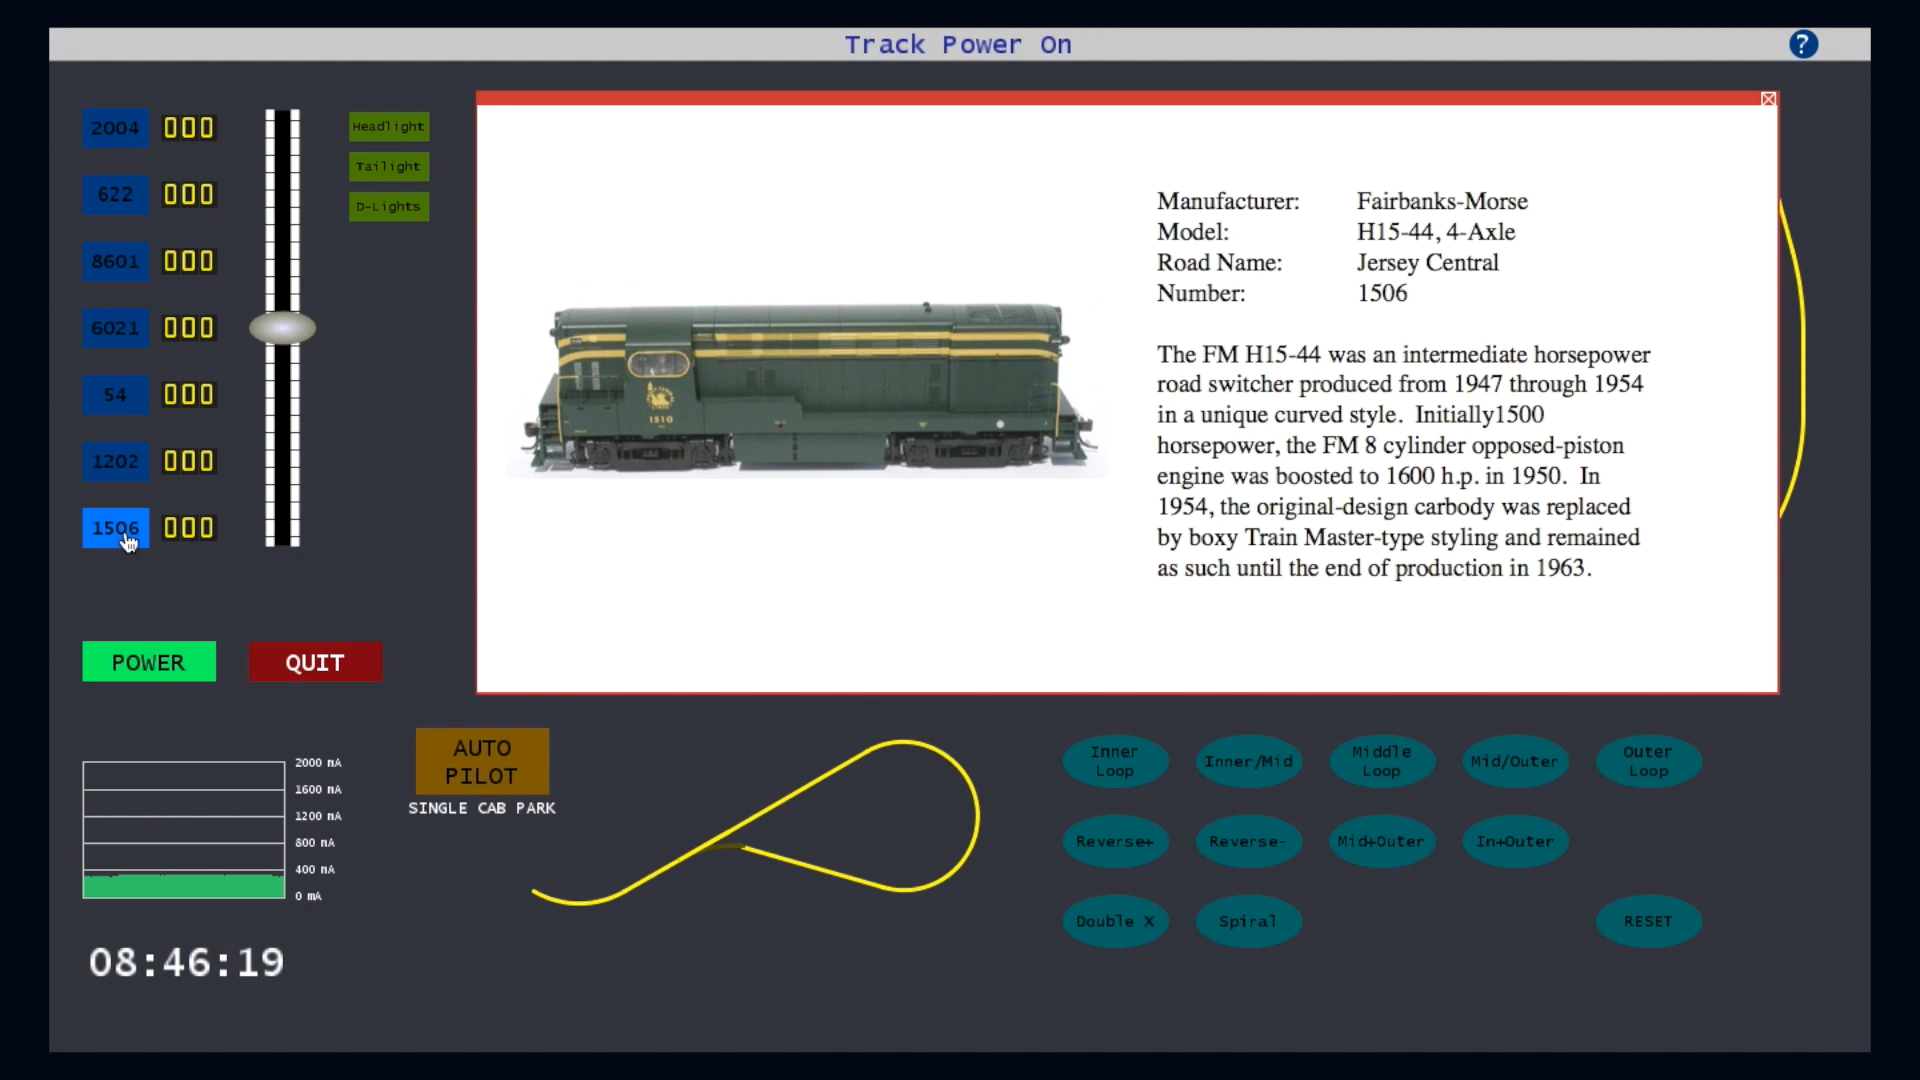 Track Power On
?
2004 000
622 000
8601 000
6021 000
54 000
1202 000
1506 000
Headlight
Tailight
D-Lights
Manufacturer: Fairbanks-Morse
Model: H15-44, 4-Axle
Road Name: Jersey Central
Number: 1506
The FM H15-44 was an intermediate horsepower
road switcher produced from 1947 through 1954
in a unique curved style. Initially1500
horsepower, the FM 8 cylinder opposed-piston
engine was boosted to 1600 h.p. in 1950. In
1954, the original-design carbody was replaced
by boxy Train Master-type styling and remained
as such until the end of production in 1963.
1510
POWER
QUIT
2000 mA
1600 mA
1200 mA
800 mA
400 mA
0 mA
08:46:19
AUTO
PILOT
SINGLE CAB PARK
Inner
Loop
Inner/Mid
Middle
Loop
Mid/Outer
Outer
Loop
Reverse+
Reverse-
Mid+Outer
In+Outer
Double X
Spiral
RESET